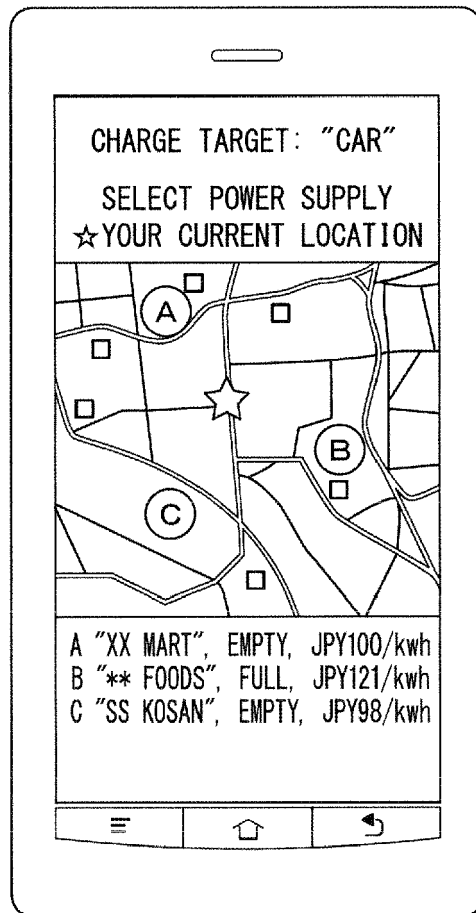 CHARGE TARGET: "CAR"
SELECT POWER SUPPLY
☆YOUR CURRENT LOCATION
A
B
C
A "XX MART", EMPTY, JPY100/kwh
B "** FOODS", FULL, JPY121/kwh
C "SS KOSAN", EMPTY, JPY98/kwh